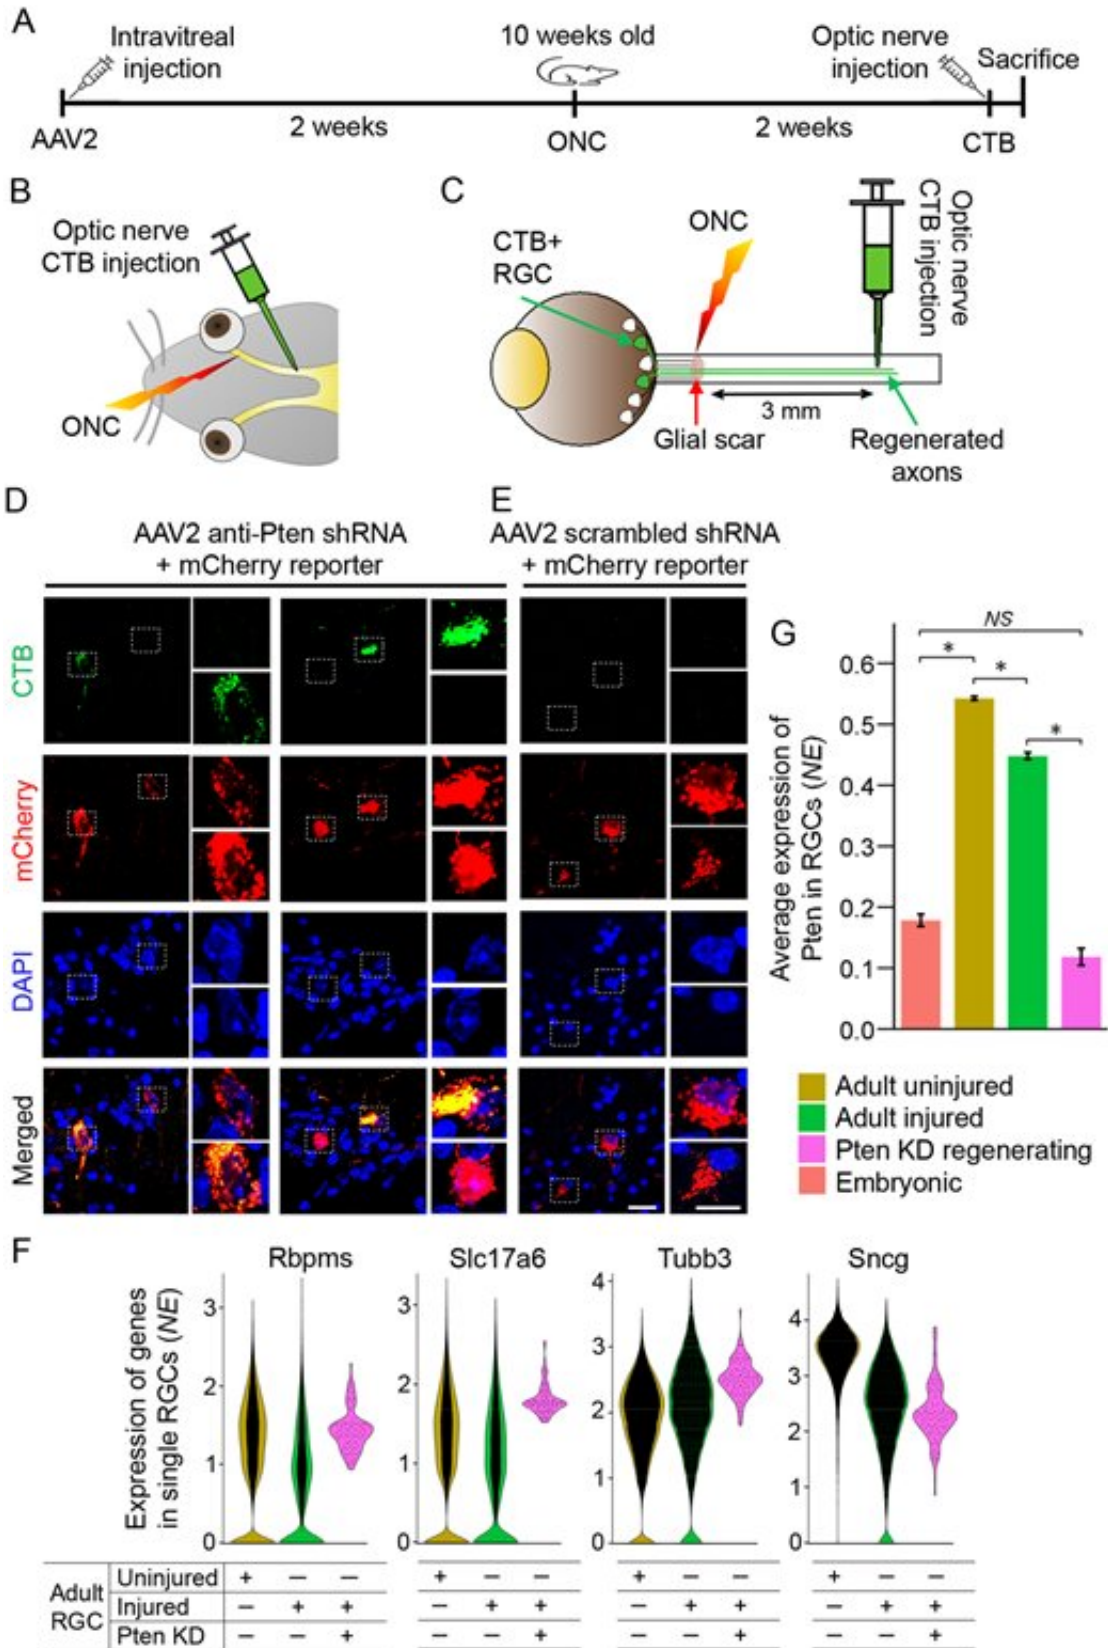 A
Intravitreal
injection
10 weeks old
Optic nerve
injection
Sacrifice
2 weeks
2 weeks
AAV2
ONC
CTB
B
Optic nerve
CTB injection
ONC
C
CTB+
RGC
ONC
Optic nerve
CTB injection
3 mm
Glial scar
Regenerated
axons
D
AAV2 anti-Pten shRNA
+ mCherry reporter
E
AAV2 scrambled shRNA
+ mCherry reporter
CTB
mCherry
DAPI
Merged
G
NS
*
*
*
Average expression of
Pten in RGCs (NE)
0.6
0.5
0.4
0.3
0.2
0.1
0.0
Adult uninjured
Adult injured
Pten KD regenerating
Embryonic
F
Rbpms
Slc17a6
Tubb3
Sncg
Expression of genes
in single RGCs (NE)
3
2
1
0
3
2
1
0
4
3
2
1
0
4
3
2
1
0
Adult
RGC
Uninjured + − − + − − + − − + − −
Injured − + + − + + − + + − + +
Pten KD − − + − − + − − + − − +